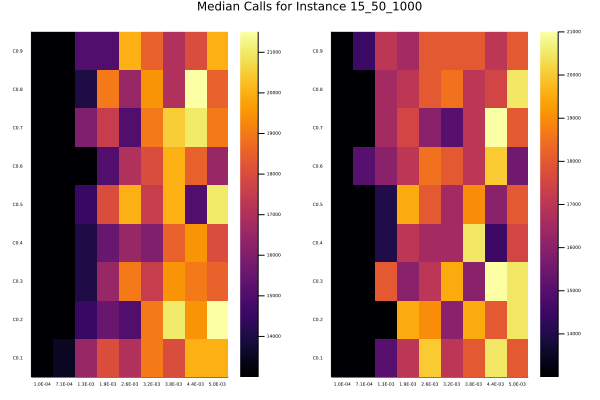 Median Calls for Instance 15_50_1000
C0.9
C0.8
C0.7
C0.6
C0.5
C0.4
C0.3
C0.2
C0.1
1.0E-04 7.1E-04 1.3E-03 1.9E-03 2.6E-03 3.2E-03 3.8E-03 4.4E-03 5.0E-03
21000
20000
19000
18000
17000
16000
15000
14000
C0.9
C0.8
C0.7
C0.6
C0.5
C0.4
C0.3
C0.2
C0.1
1.0E-04 7.1E-04 1.3E-03 1.9E-03 2.6E-03 3.2E-03 3.8E-03 4.4E-03 5.0E-03
21000
20000
19000
18000
17000
16000
15000
14000